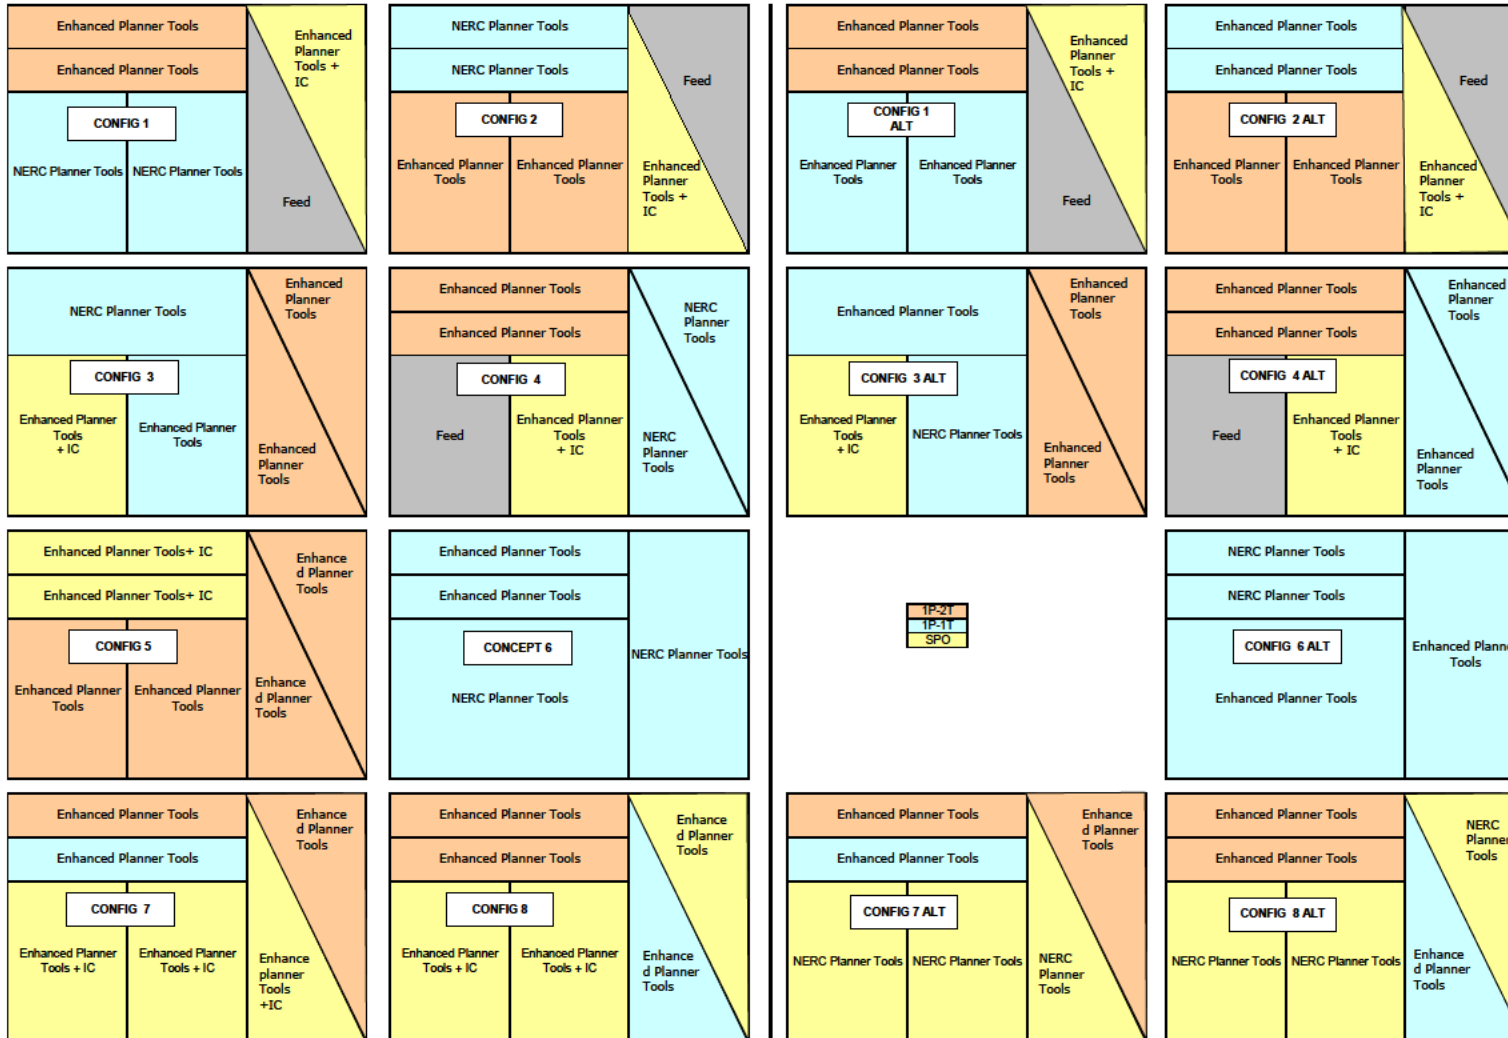 Enhanced Planner Tools
Enhanced Planner Tools
CONFIG 1
NERC Planner Tools
NERC Planner Tools
Enhanced
Planner
Tools +
IC
Feed
NERC Planner Tools
NERC Planner Tools
CONFIG 2
Enhanced Planner
Tools
Enhanced Planner
Tools
Feed
Enhanced
Planner
Tools +
IC
Enhanced Planner Tools
Enhanced Planner Tools
CONFIG 1
ALT
Enhanced Planner
Tools
Enhanced Planner
Tools
Enhanced
Planner
Tools +
IC
Feed
Enhanced Planner Tools
Enhanced Planner Tools
CONFIG 2 ALT
Enhanced Planner
Tools
Enhanced Planner
Tools
Feed
Enhanced
Planner
Tools +
IC
NERC Planner Tools
CONFIG 3
Enhanced Planner
Tools
+ IC
Enhanced Planner
Tools
Enhanced
Planner
Tools
Enhanced
Planner
Tools
Enhanced Planner Tools
Enhanced Planner Tools
CONFIG 4
Feed
Enhanced Planner
Tools
+ IC
NERC
Planner
Tools
NERC
Planner
Tools
Enhanced Planner Tools
CONFIG 3 ALT
Enhanced Planner
Tools
+ IC
NERC Planner Tools
Enhanced
Planner
Tools
Enhanced
Planner
Tools
Enhanced Planner Tools
Enhanced Planner Tools
CONFIG 4 ALT
Feed
Enhanced Planner
Tools
+ IC
Enhanced
Planner
Tools
Enhanced
Planner
Tools
Enhanced Planner Tools+ IC
Enhanced Planner Tools+ IC
CONFIG 5
Enhanced Planner
Tools
Enhanced Planner
Tools
Enhance
d Planner
Tools
Enhance
d Planner
Tools
Enhanced Planner Tools
Enhanced Planner Tools
CONCEPT 6
NERC Planner Tools
NERC Planner Tools
1P-2T
1P-1T
SPO
NERC Planner Tools
NERC Planner Tools
CONFIG 6 ALT
Enhanced Planner Tools
Enhanced Plann
Tools
Enhanced Planner Tools
Enhanced Planner Tools
CONFIG 7
Enhanced Planner
Tools + IC
Enhanced Planner
Tools + IC
Enhance
d Planner
Tools
Enhance
planner
Tools
+IC
Enhanced Planner Tools
Enhanced Planner Tools
CONFIG 8
Enhanced Planner
Tools + IC
Enhanced Planner
Tools + IC
Enhance
d Planner
Tools
Enhance
d Planner
Tools
Enhanced Planner Tools
Enhanced Planner Tools
CONFIG 7 ALT
NERC Planner Tools
NERC Planner Tools
Enhance
d Planner
Tools
NERC
Planner
Tools
Enhanced Planner Tools
Enhanced Planner Tools
CONFIG 8 ALT
NERC Planner Tools
NERC Planner Tools
NERC
Planner
Tools
Enhance
d Planner
Tools